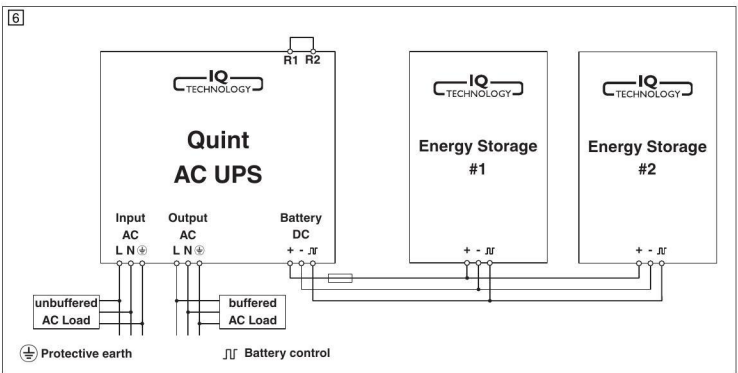 6
R1 R2
IQ
TECHNOLOGY
Quint
AC UPS
Input
AC
L N
Output
AC
L N
Battery
DC
+ -
IQ
TECHNOLOGY
Energy Storage
#1
+ -
IQ
TECHNOLOGY
Energy Storage
#2
+ -
unbuffered
AC Load
buffered
AC Load
Protective earth
Battery control